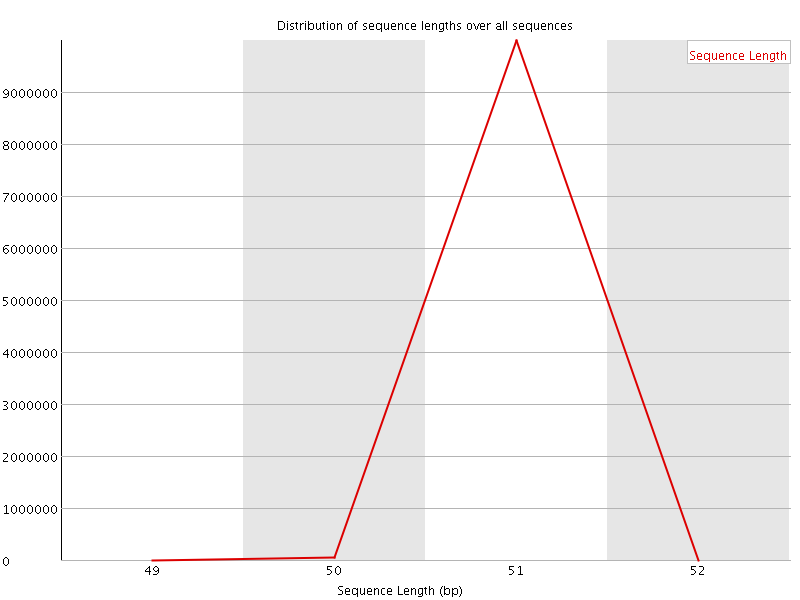 Distribution of sequence lengths over all sequences
Sequence Length
9000000
8000000
7000000
6000000
5000000
4000000
3000000
2000000
1000000
0
49 50 51 52
Sequence Length (bp)